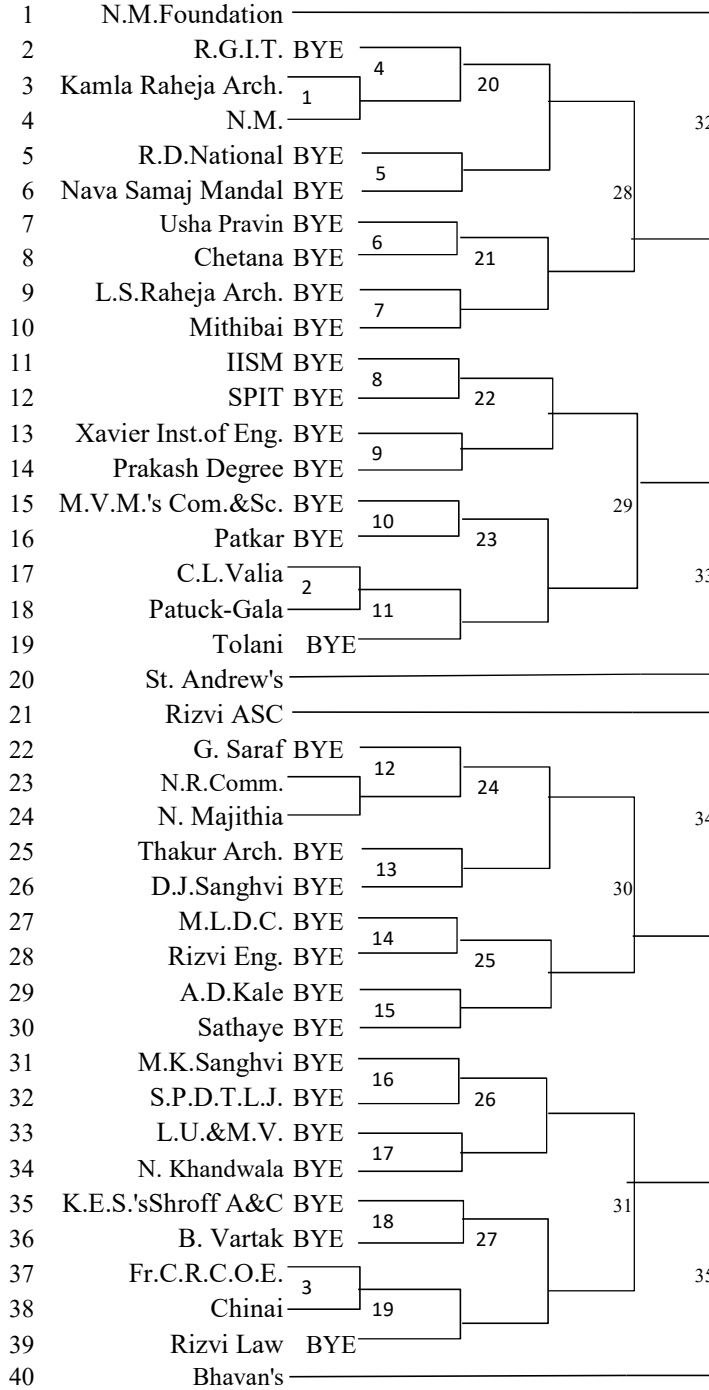 1 N.M.Foundation
2 R.G.I.T. BYE
4
20
3 Kamla Raheja Arch.
1
4 N.M.
32
5 R.D.National BYE
5
6 Nava Samaj Mandal BYE
28
7 Usha Pravin BYE
6
8 Chetana BYE
21
9 L.S.Raheja Arch. BYE
7
10 Mithibai BYE
11 IISM BYE
8
12 SPIT BYE
22
13 Xavier Inst.of Eng. BYE
9
14 Prakash Degree BYE
15 M.V.M.'s Com.&Sc. BYE
29
10
16 Patkar BYE
23
17 C.L.Valia
2
33
18 Patuck-Gala
11
19 Tolani BYE
20 St. Andrew's
21 Rizvi ASC
22 G. Saraf BYE
12
23 N.R.Comm.
24
24 N. Majithia
34
25 Thakur Arch. BYE
13
26 D.J.Sanghvi BYE
30
27 M.L.D.C. BYE
14
28 Rizvi Eng. BYE
25
29 A.D.Kale BYE
15
30 Sathaye BYE
31 M.K.Sanghvi BYE
16
32 S.P.D.T.L.J. BYE
26
33 L.U.&M.V. BYE
17
34 N. Khandwala BYE
35 K.E.S.'sShroff A&C BYE
31
18
36 B. Vartak BYE
27
37 Fr.C.R.C.O.E.
3
35
38 Chinai
19
39 Rizvi Law BYE
40 Bhavan's